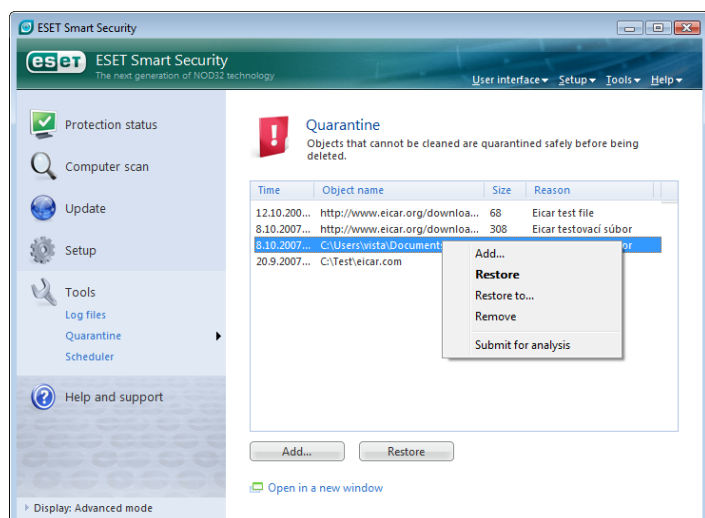 ESET Smart Security
eset
ESET Smart Security
The next generation of NOD32 technology
User interface Setup Tools Help
Protection status
Computer scan
Update
Setup
Tools
Log files
Quarantine
Scheduler
Help and support
Display: Advanced mode
Quarantine
Objects that cannot be cleaned are quarantined safely before being
deleted.
Time Object name Size Reason
12.10.200... http://www.eicar.org/downloa... 68 Eicar test file
8.10.2007... http://www.eicar.org/downloa... 308 Eicar testovací súbor
8.10.2007... C:\Users\vista\Document
20.9.2007... C:\Test\eicar.com
Add...
Restore
Restore to...
Remove
Submit for analysis
Add... Restore
Open in a new window